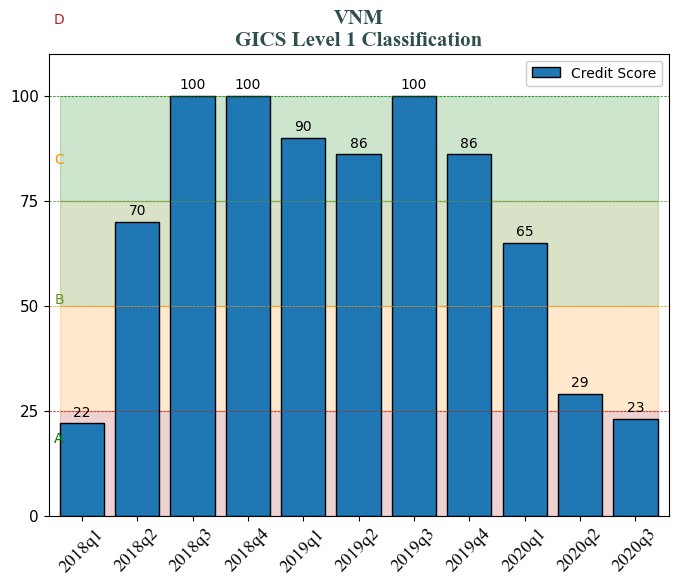 D
VNM
GICS Level 1 Classification
Credit Score
100
75
50
25
0
C
B
A
22
70
100
100
90
86
100
86
65
29
23
2018q1
2018q2
2018q3
2018q4
2019q1
2019q2
2019q3
2019q4
2020q1
2020q2
2020q3